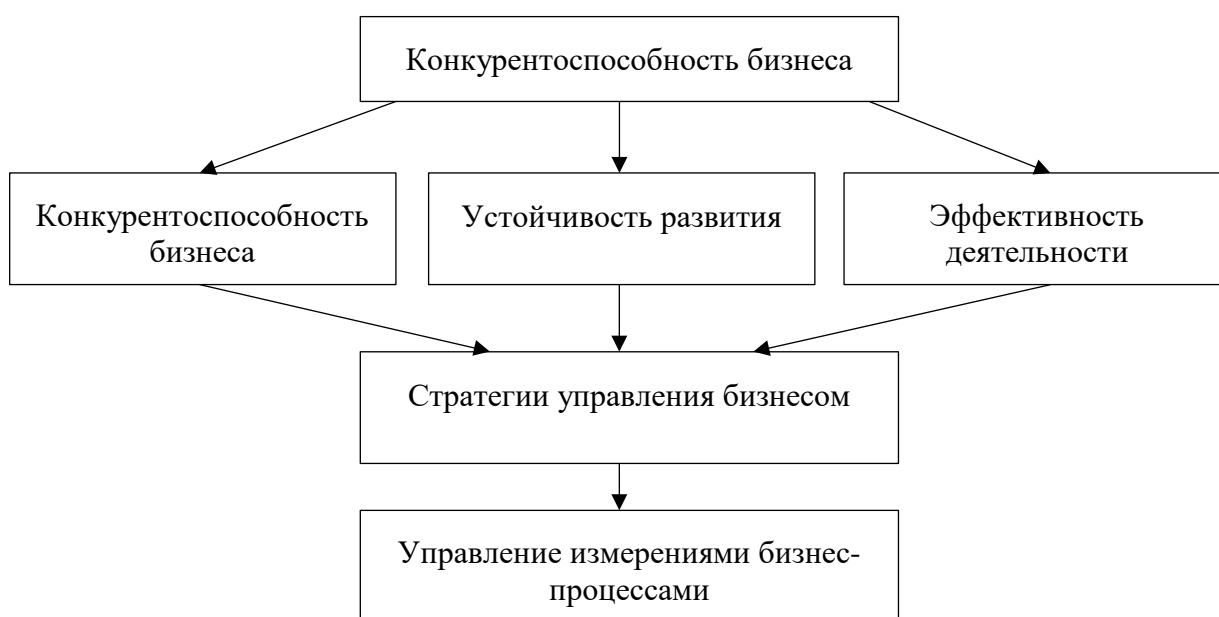 Конкурентоспособность бизнеса
Конкурентоспособность
бизнеса
Устойчивость развития
Эффективность
деятельности
Стратегии управления бизнесом
Управление измерениями бизнес-
процессами